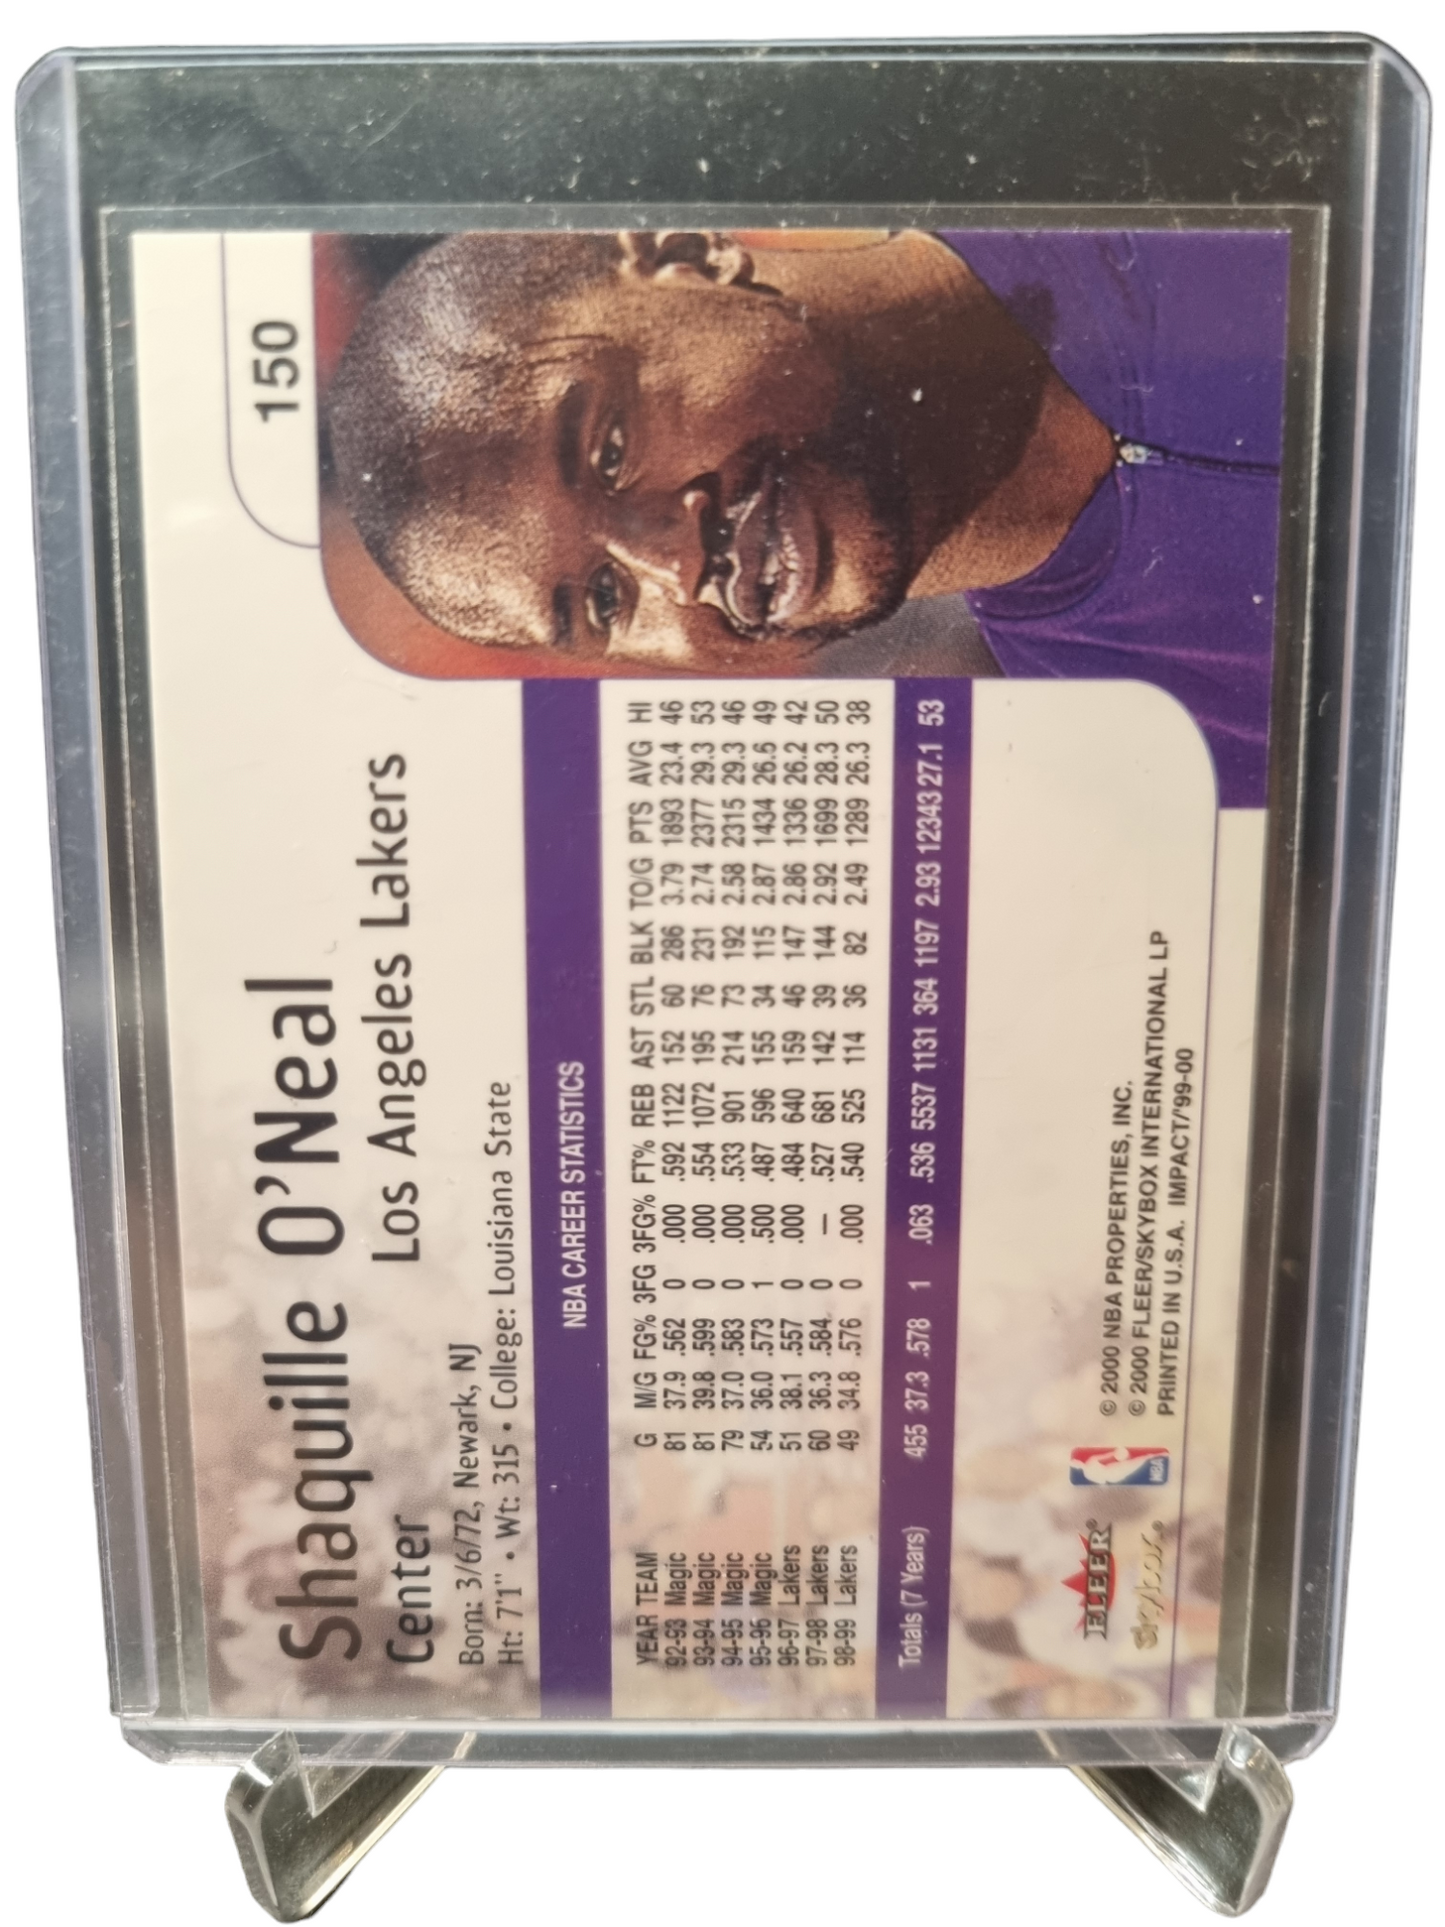 150
Shaquille O'Neal
Los Angeles Lakers
Center
Born: 3/6/72, Newark, NJ
Ht: 7'1" • Wt: 315 • College: Louisiana State
NBA CAREER STATISTICS
YEAR TEAM G M/G FG% 3FG 3FG% FT% REB AST STL BLK TO/G PTS AVG HI
92-93 Magic 81 37.9 .562 0 .000 .592 1122 152 60 286 3.79 1893 23.4 46
93-94 Magic 81 39.8 .599 0 .000 .554 1072 195 76 231 2.74 2377 29.3 53
94-95 Magic 79 37.0 .583 0 .000 .533 901 214 73 192 2.58 2315 29.3 46
95-96 Magic 54 36.0 .573 1 .500 .487 596 155 34 115 2.87 1434 26.6 49
96-97 Lakers 51 38.1 .557 0 .000 .484 640 159 46 147 2.86 1336 26.2 42
97-98 Lakers 60 36.3 .584 0 — .527 681 142 39 144 2.92 1699 28.3 50
98-99 Lakers 49 34.8 .576 0 .000 .540 525 114 36 82 2.49 1289 26.3 38
Totals (7 Years) 455 37.3 .578 1 .063 .536 5537 1131 364 1197 2.93 12343 27.1 53
FLEER®
SkyBox®
NBA
© 2000 NBA PROPERTIES, INC.
© 2000 FLEER/SKYBOX INTERNATIONAL LP
PRINTED IN U.S.A. IMPACT/'99-00